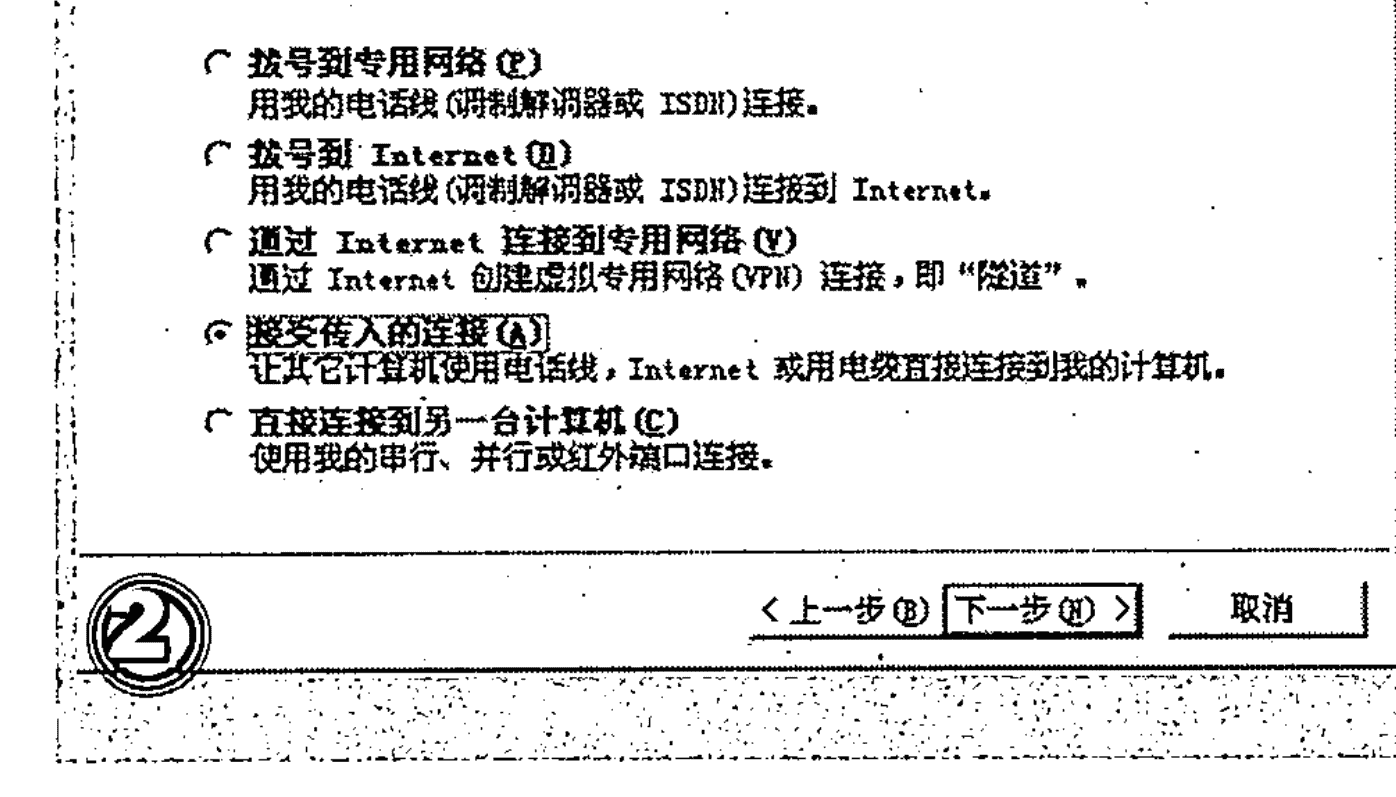 拨号到专用网络(P)
用我的电话线(调制解调器或 ISDN)连接。
拨号到 Internet(D)
用我的电话线(调制解调器或 ISDN)连接到 Internet。
通过 Internet 连接到专用网络(V)
通过 Internet 创建虚拟专用网络(VPN) 连接，即“隧道”。
接受传入的连接(A)
让其它计算机使用电话线，Internet 或用电缆直接连接到我的计算机。
直接连接到另一台计算机(C)
使用我的串行、并行或红外端口连接。
2 <上一步(B) 下一步(N)> 取消